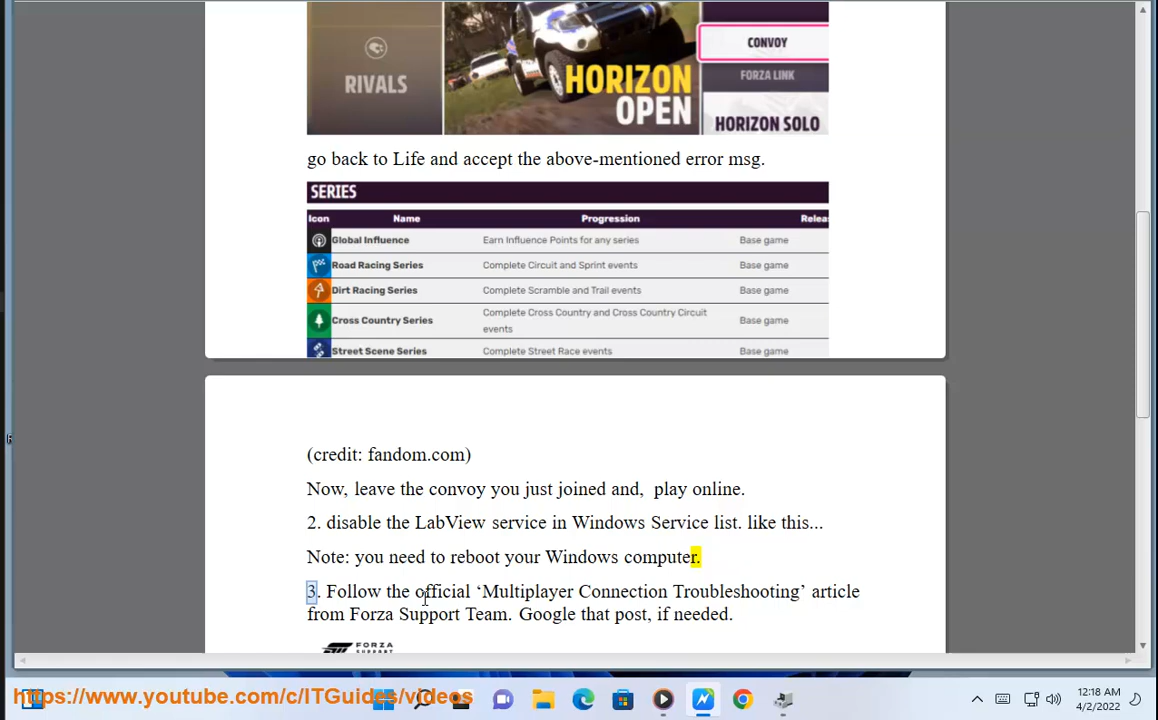 RIVALS
HORIZON
OPEN
CONVOY
FORZA LINK
HORIZON SOLO
go back to Life and accept the above-mentioned error msg.
SERIES
Icon Name Progression Relea
Global Influence Earn Influence Points for any series Base game
Road Racing Series Complete Circuit and Sprint events Base game
Dirt Racing Series Complete Scramble and Trail events Base game
Cross Country Series Complete Cross Country and Cross Country Circuit events Base game
Street Scene Series Complete Street Race events Base game
(credit: fandom.com)
Now, leave the convoy you just joined and,  play online.
2. disable the LabView service in Windows Service list. like this...
Note: you need to reboot your Windows computer.
3. Follow the official ‘Multiplayer Connection Troubleshooting’ article
from Forza Support Team. Google that post, if needed.
FORZA
SUPPORT
https://www.youtube.com/c/ITGuides/videos
12:18 AM
4/2/2022